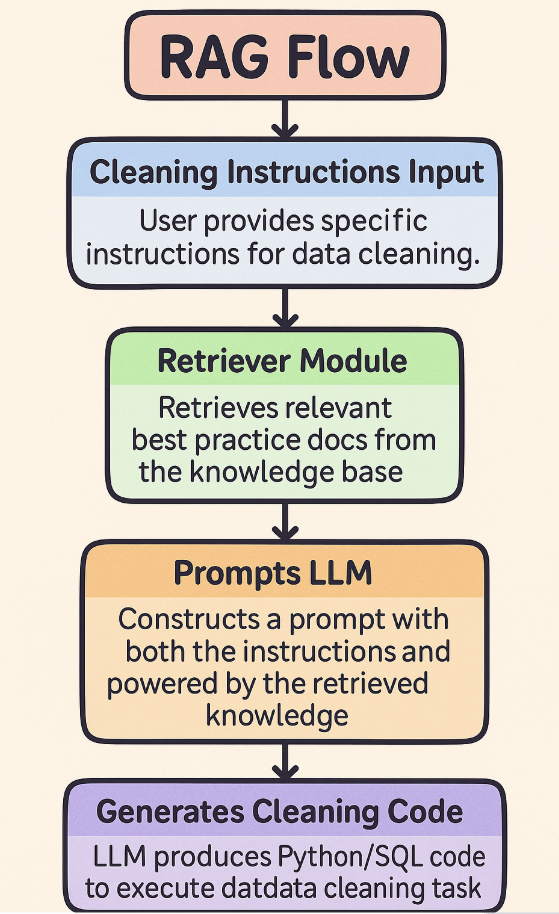 RAG Flow
Cleaning Instructions Input
User provides specific
instructions for data cleaning.
Retriever Module
Retrieves relevant
best practice docs from
the knowledge base
Prompts LLM
Constructs a prompt with
both the instructions and
powered by the retrieved
knowledge
Generates Cleaning Code
LLM produces Python/SQL code
to execute datdata cleaning task